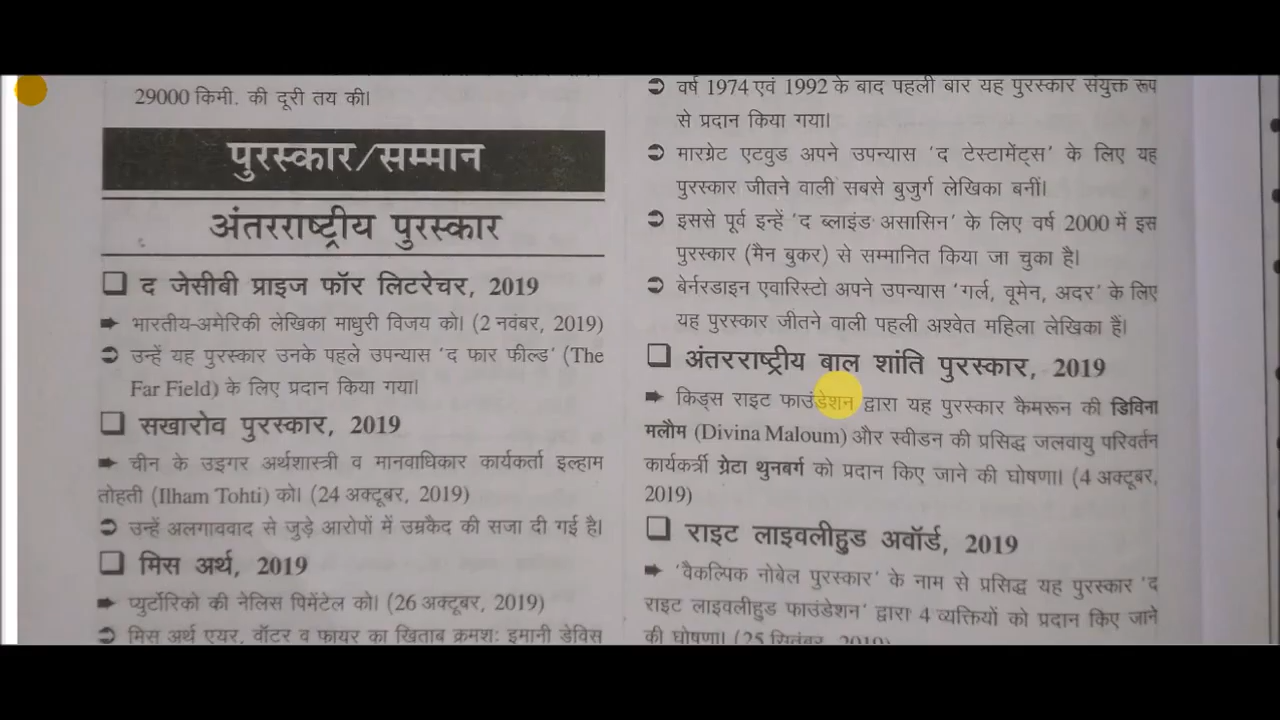 29000 किमी. की दूरी तय की।
पुरस्कार/सम्मान
अंतरराष्ट्रीय पुरस्कार
❑ द जेसीबी प्राइज फॉर लिटरेचर, 2019
➨ भारतीय-अमेरिकी लेखिका माधुरी विजय को। (2 नवंबर, 2019)
➲ उन्हें यह पुरस्कार उनके पहले उपन्यास ‘द फार फील्ड’ (The
Far Field) के लिए प्रदान किया गया।
❑ सखारोव पुरस्कार, 2019
➨ चीन के उइगर अर्थशास्त्री व मानवाधिकार कार्यकर्ता इल्हाम
तोहती (Ilham Tohti) को। (24 अक्टूबर, 2019)
➲ उन्हें अलगाववाद से जुड़े आरोपों में उम्रकैद की सजा दी गई है।
❑ मिस अर्थ, 2019
➨ प्युर्टोरिको की नेलिस पिमेंटेल को। (26 अक्टूबर, 2019)
➲ मिस अर्थ एयर, वॉटर व फायर का खिताब क्रमशः इमानी डेविस
➲ वर्ष 1974 एवं 1992 के बाद पहली बार यह पुरस्कार संयुक्त रूप
से प्रदान किया गया।
➲ मारग्रेट एटवुड अपने उपन्यास ‘द टेस्टामेंट्स’ के लिए यह
पुरस्कार जीतने वाली सबसे बुजुर्ग लेखिका बनीं।
➲ इससे पूर्व इन्हें ‘द ब्लाइंड असासिन’ के लिए वर्ष 2000 में इस
पुरस्कार (मैन बुकर) से सम्मानित किया जा चुका है।
➲ बेर्नरडाइन एवारिस्टो अपने उपन्यास ‘गर्ल, वूमेन, अदर’ के लिए
यह पुरस्कार जीतने वाली पहली अश्वेत महिला लेखिका हैं।
❑ अंतरराष्ट्रीय बाल शांति पुरस्कार, 2019
➨ किड्स राइट फाउंडेशन द्वारा यह पुरस्कार कैमरून की डिविना
मलौम (Divina Maloum) और स्वीडन की प्रसिद्ध जलवायु परिवर्तन
कार्यकर्त्री ग्रेटा थुनबर्ग को प्रदान किए जाने की घोषणा। (4 अक्टूबर,
2019)
❑ राइट लाइवलीहुड अवॉर्ड, 2019
➨ ‘वैकल्पिक नोबेल पुरस्कार’ के नाम से प्रसिद्ध यह पुरस्कार ‘द
राइट लाइवलीहुड फाउंडेशन’ द्वारा 4 व्यक्तियों को प्रदान किए जाने
की घोषणा। (25 सितंबर, 2019)